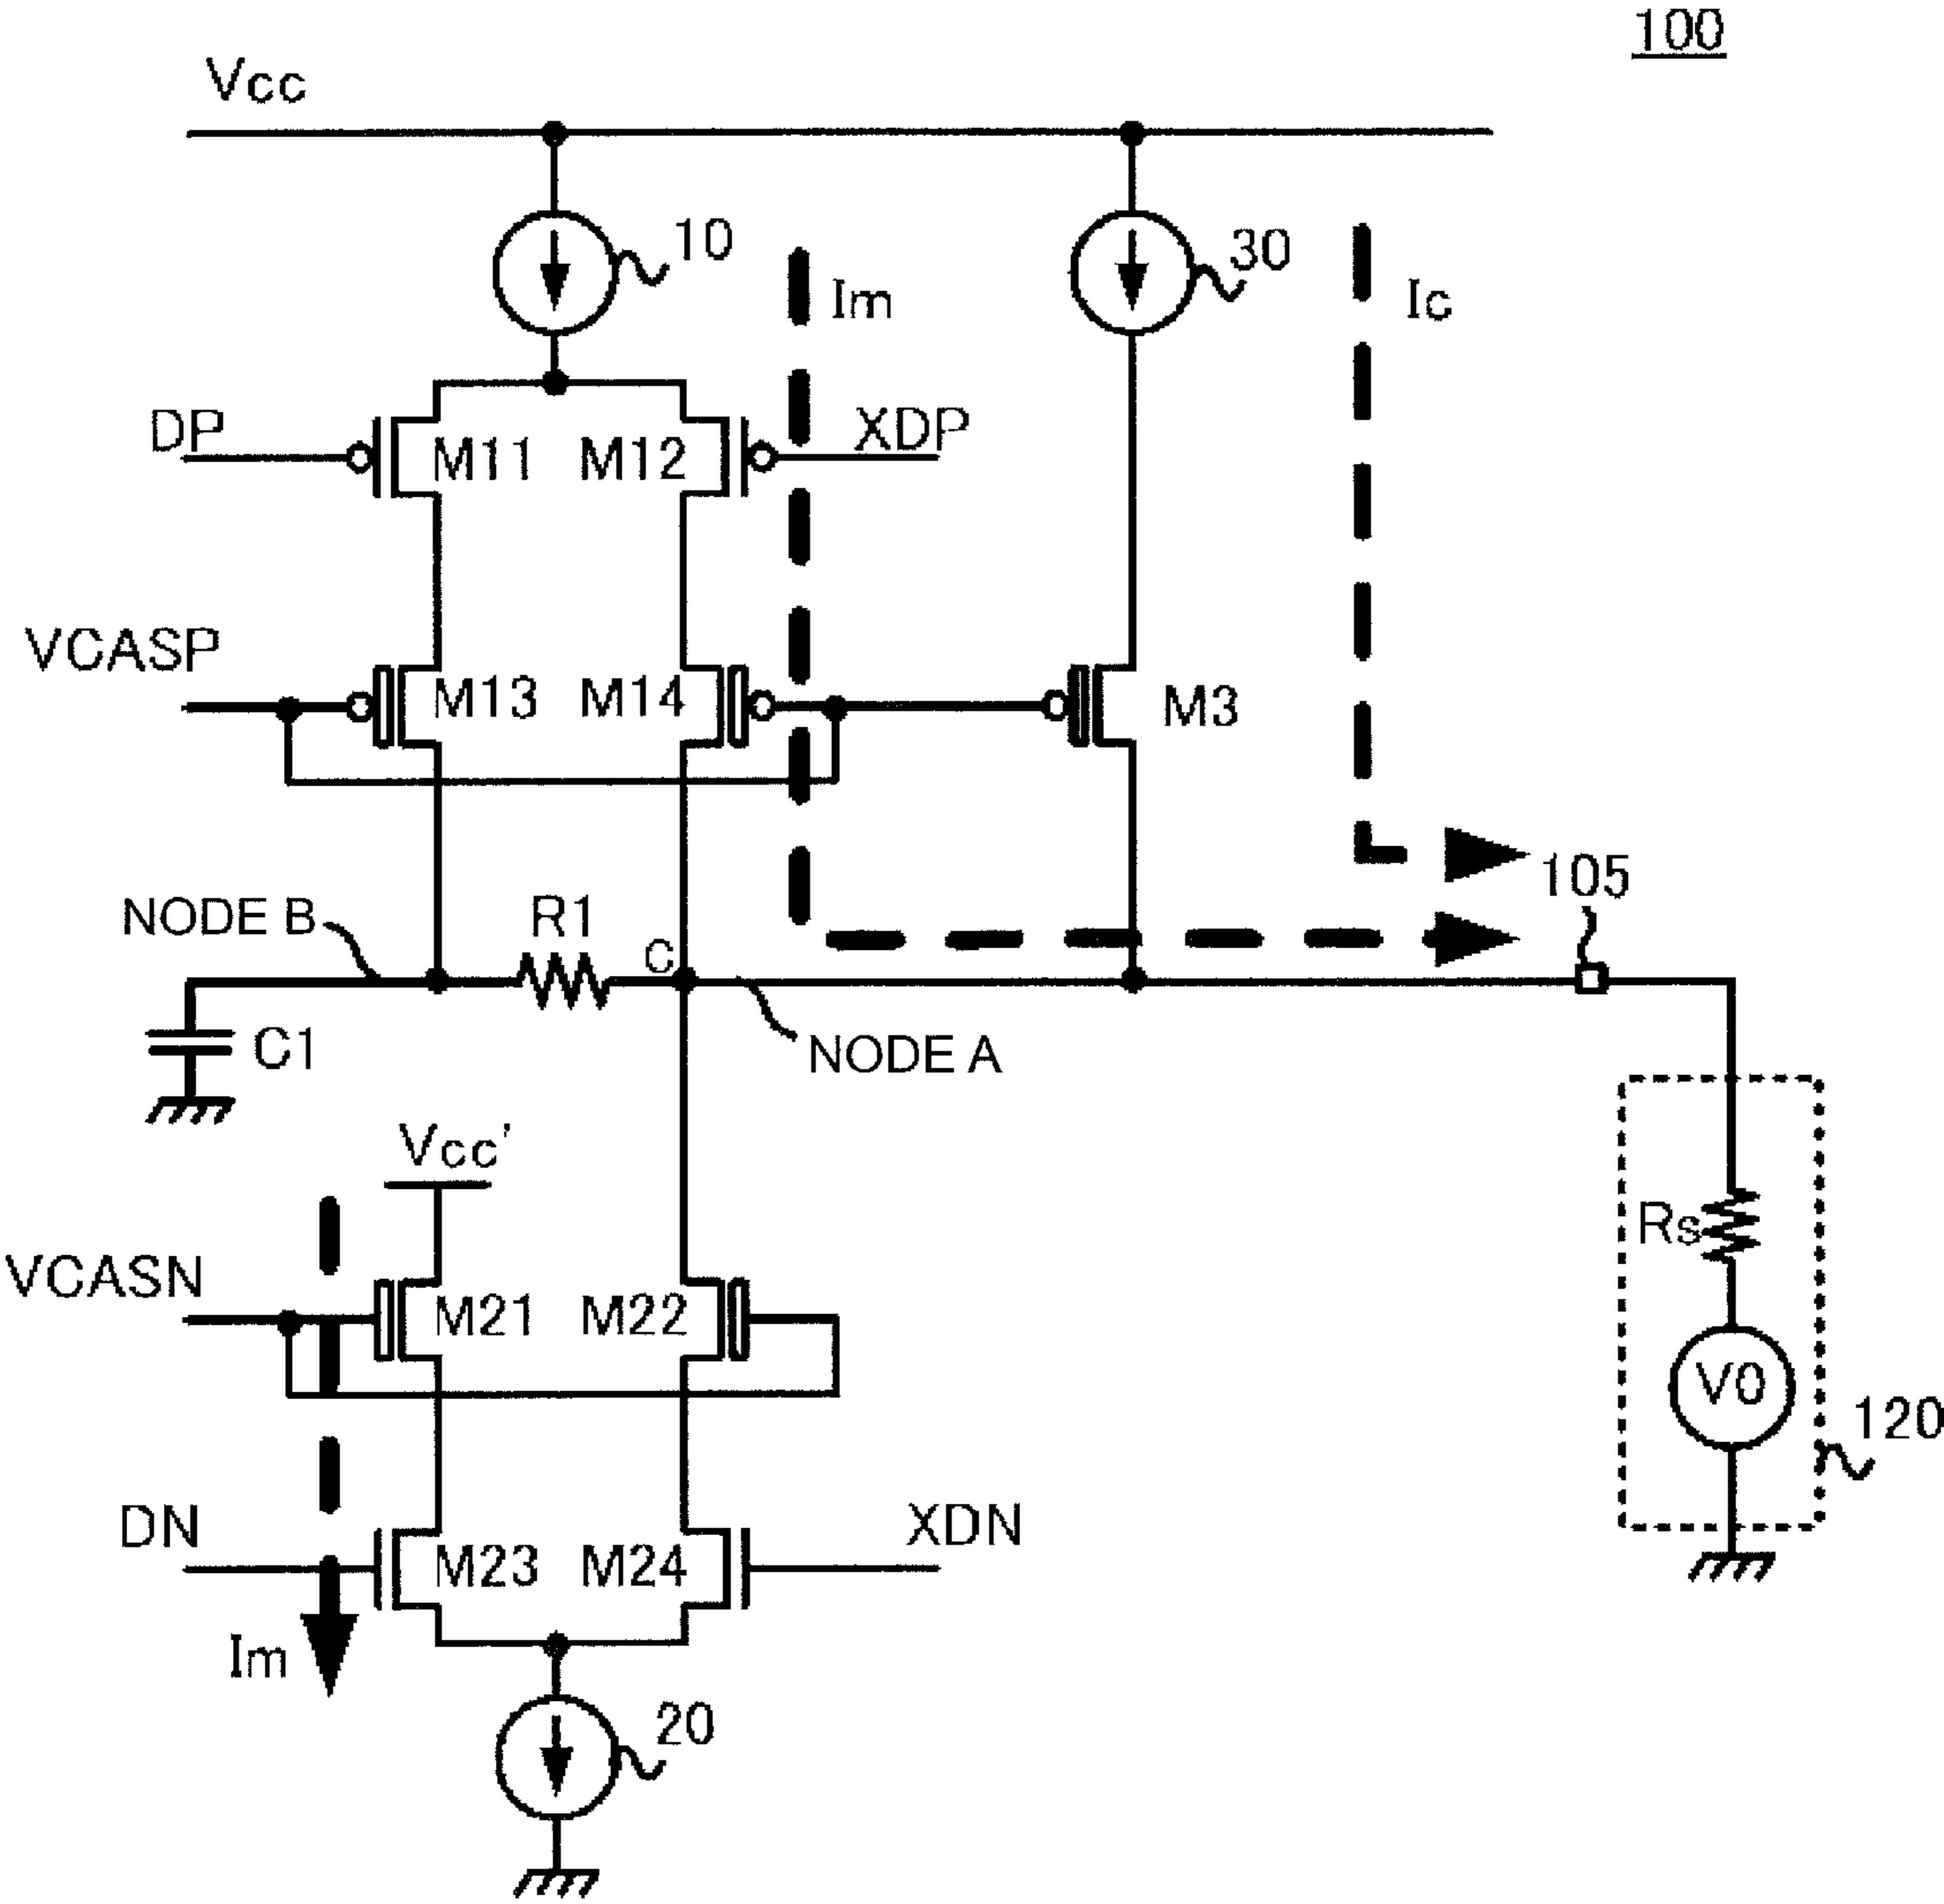 100
Vcc
10
Im
30
Ic
DP
M11
M12
XDP
VCASP
M13
M14
M3
105
NODE B
R1
C
C1
NODE A
Vcc'
Rs
VCASN
M21
M22
V0
120
DN
M23
M24
XDN
Im
20